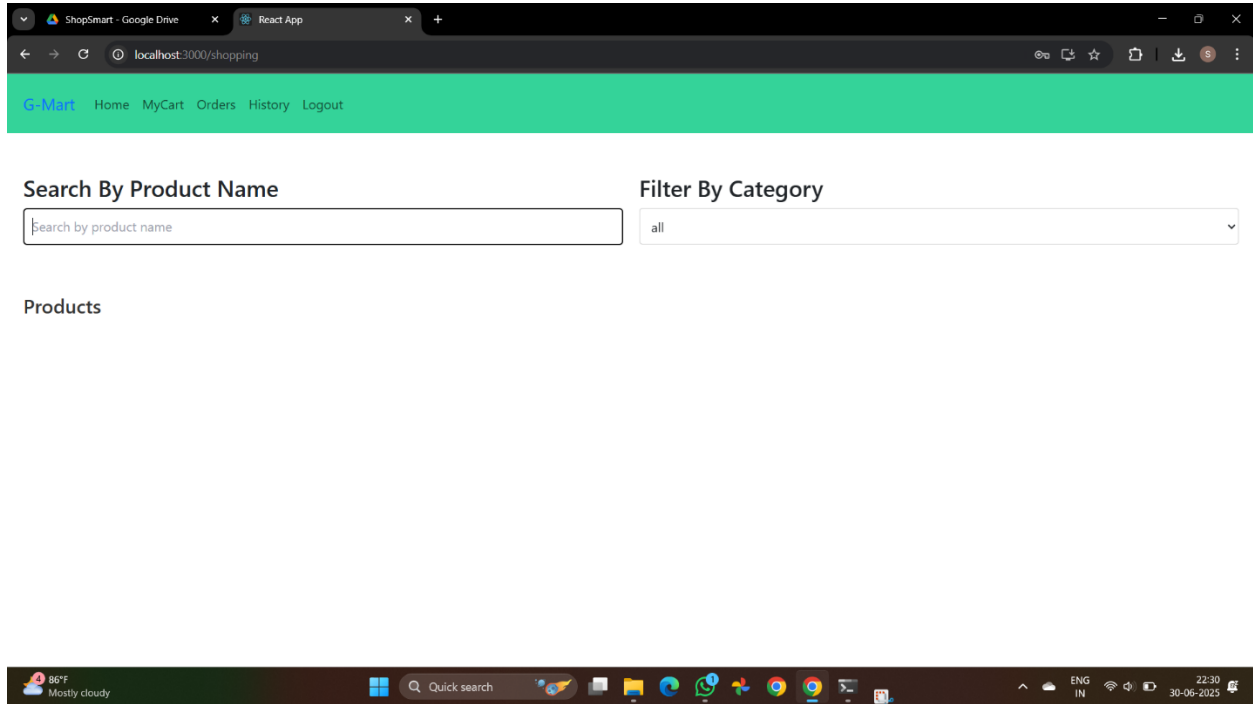 ShopSmart - Google Drive
React App
localhost:3000/shopping
S
G-Mart Home MyCart Orders History Logout
Search By Product Name
Filter By Category
Search by product name
all
Products
4
86°F
Mostly cloudy
Quick search
ENG
IN
22:30
30-06-2025